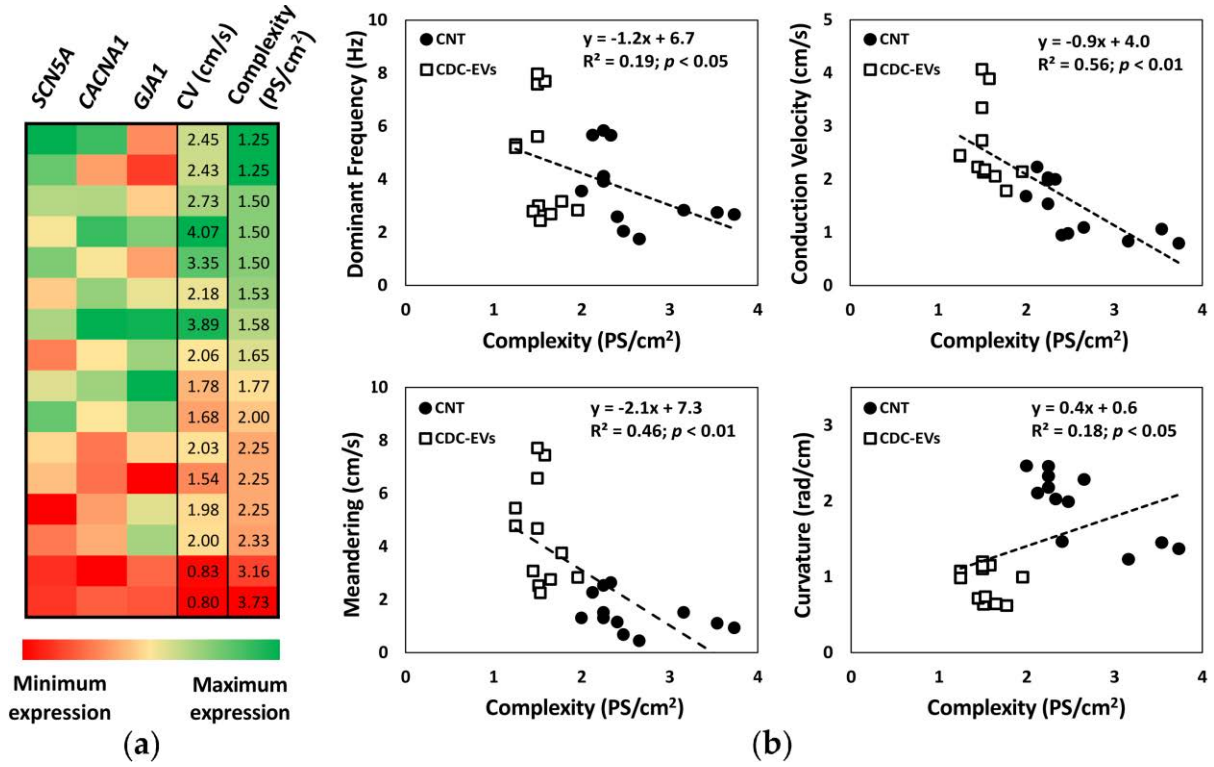 SCN5A CACNA1 GJA1 CV (cm/s) Complexity (PS/cm²)
2.45 1.25
2.43 1.25
2.73 1.50
4.07 1.50
3.35 1.50
2.18 1.53
3.89 1.58
2.06 1.65
1.78 1.77
1.68 2.00
2.03 2.25
1.54 2.25
1.98 2.25
2.00 2.33
0.83 3.16
0.80 3.73
Minimum expression
Maximum expression
(a)
Dominant Frequency (Hz)
10
8
6
4
2
0
CNT
CDC-EVs
y = -1.2x + 6.7
R² = 0.19; p < 0.05
0 1 2 3 4
Complexity (PS/cm²)
Conduction Velocity (cm/s)
5
4
3
2
1
0
CNT
CDC-EVs
y = -0.9x + 4.0
R² = 0.56; p < 0.01
0 1 2 3 4
Complexity (PS/cm²)
Meandering (cm/s)
10
8
6
4
2
0
CNT
CDC-EVs
y = -2.1x + 7.3
R² = 0.46; p < 0.01
0 1 2 3 4
Complexity (PS/cm²)
Curvature (rad/cm)
3
2
1
0
CNT
CDC-EVs
y = 0.4x + 0.6
R² = 0.18; p < 0.05
0 1 2 3 4
Complexity (PS/cm²)
(b)